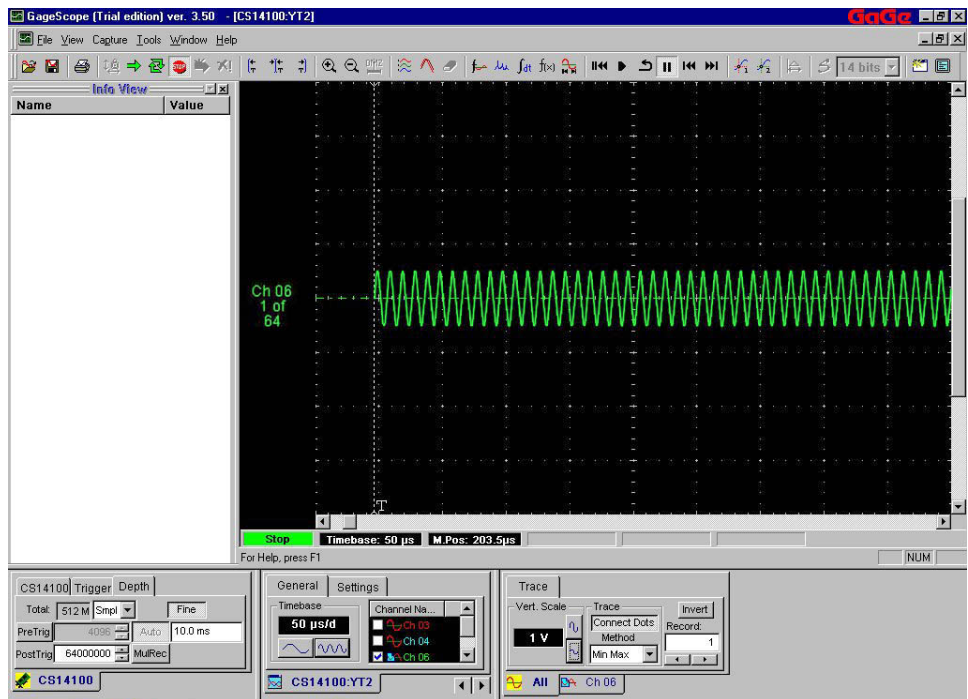 GageScope (Trial edition) ver. 3.50 - [CS14100:YT2]
GaGe
File View Capture Tools Window Help
14 bits
Info View
Name Value
Ch 06
1 of
64
T
Stop Timebase: 50 µs M.Pos: 203.5µs
For Help, press F1
NUM
CS14100 Trigger Depth
Total: 512 M Smpl Fine
PreTrig 4096 Auto 10.0 ms
PostTrig 64000000 MulRec
CS14100
General Settings
Timebase
50 µs/d
Channel Na...
Ch 03
Ch 04
Ch 06
CS14100:YT2
Trace
Vert. Scale
1 V
Trace
Connect Dots
Method
Min Max
Invert
Record:
1
All Ch 06